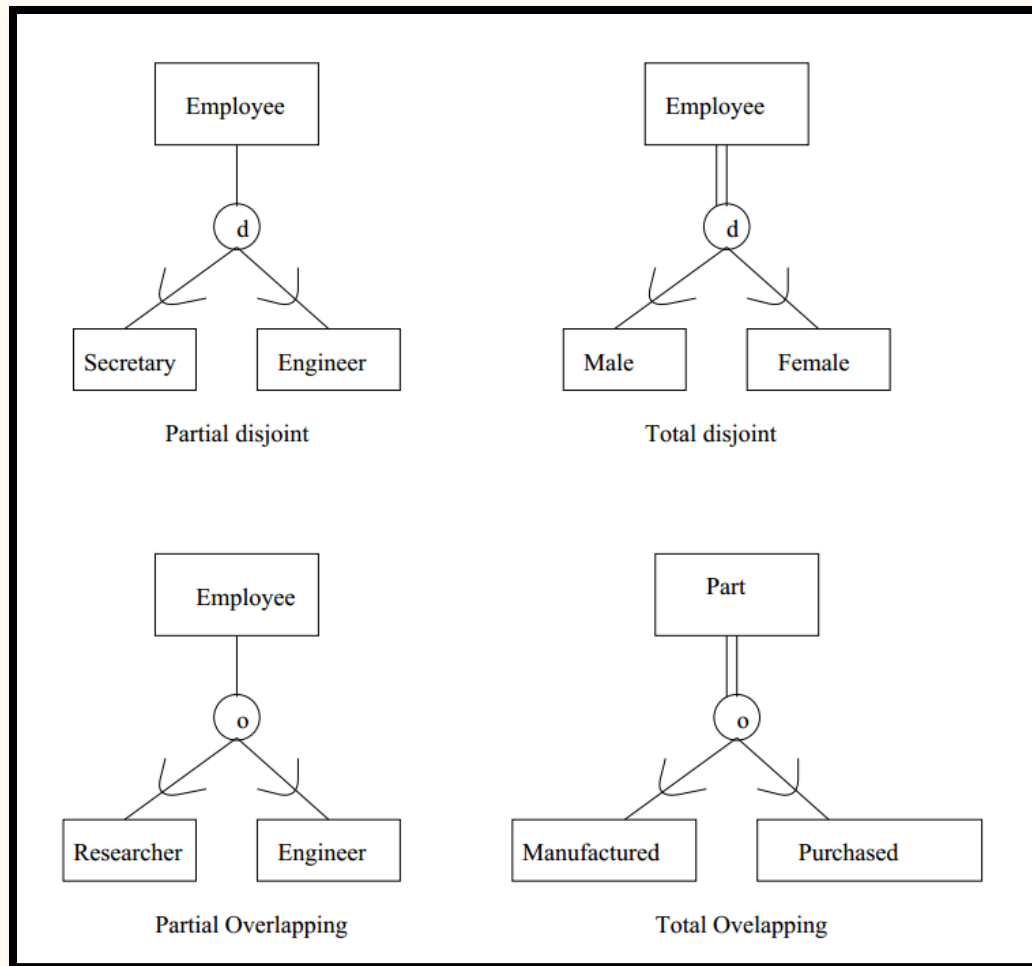 Employee
Employee
d
d
Secretary
Engineer
Male
Female
Partial disjoint
Total disjoint
Employee
Part
o
o
Researcher
Engineer
Manufactured
Purchased
Partial Overlapping
Total Ovelapping